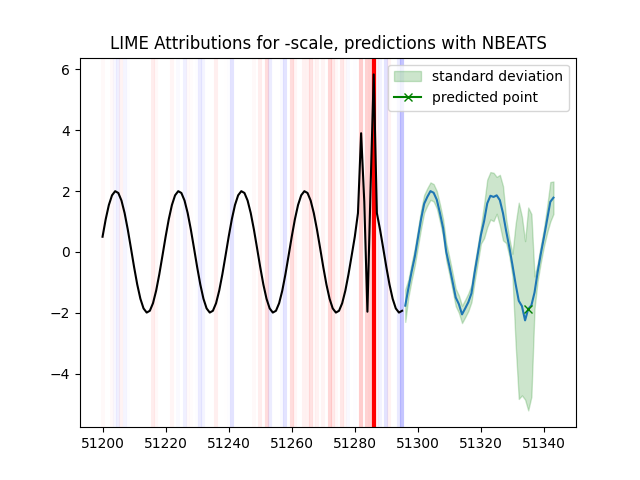 LIME Attributions for -scale, predictions with NBEATS
standard deviation
predicted point
6
4
2
0
−2
−4
51200 51220 51240 51260 51280 51300 51320 51340